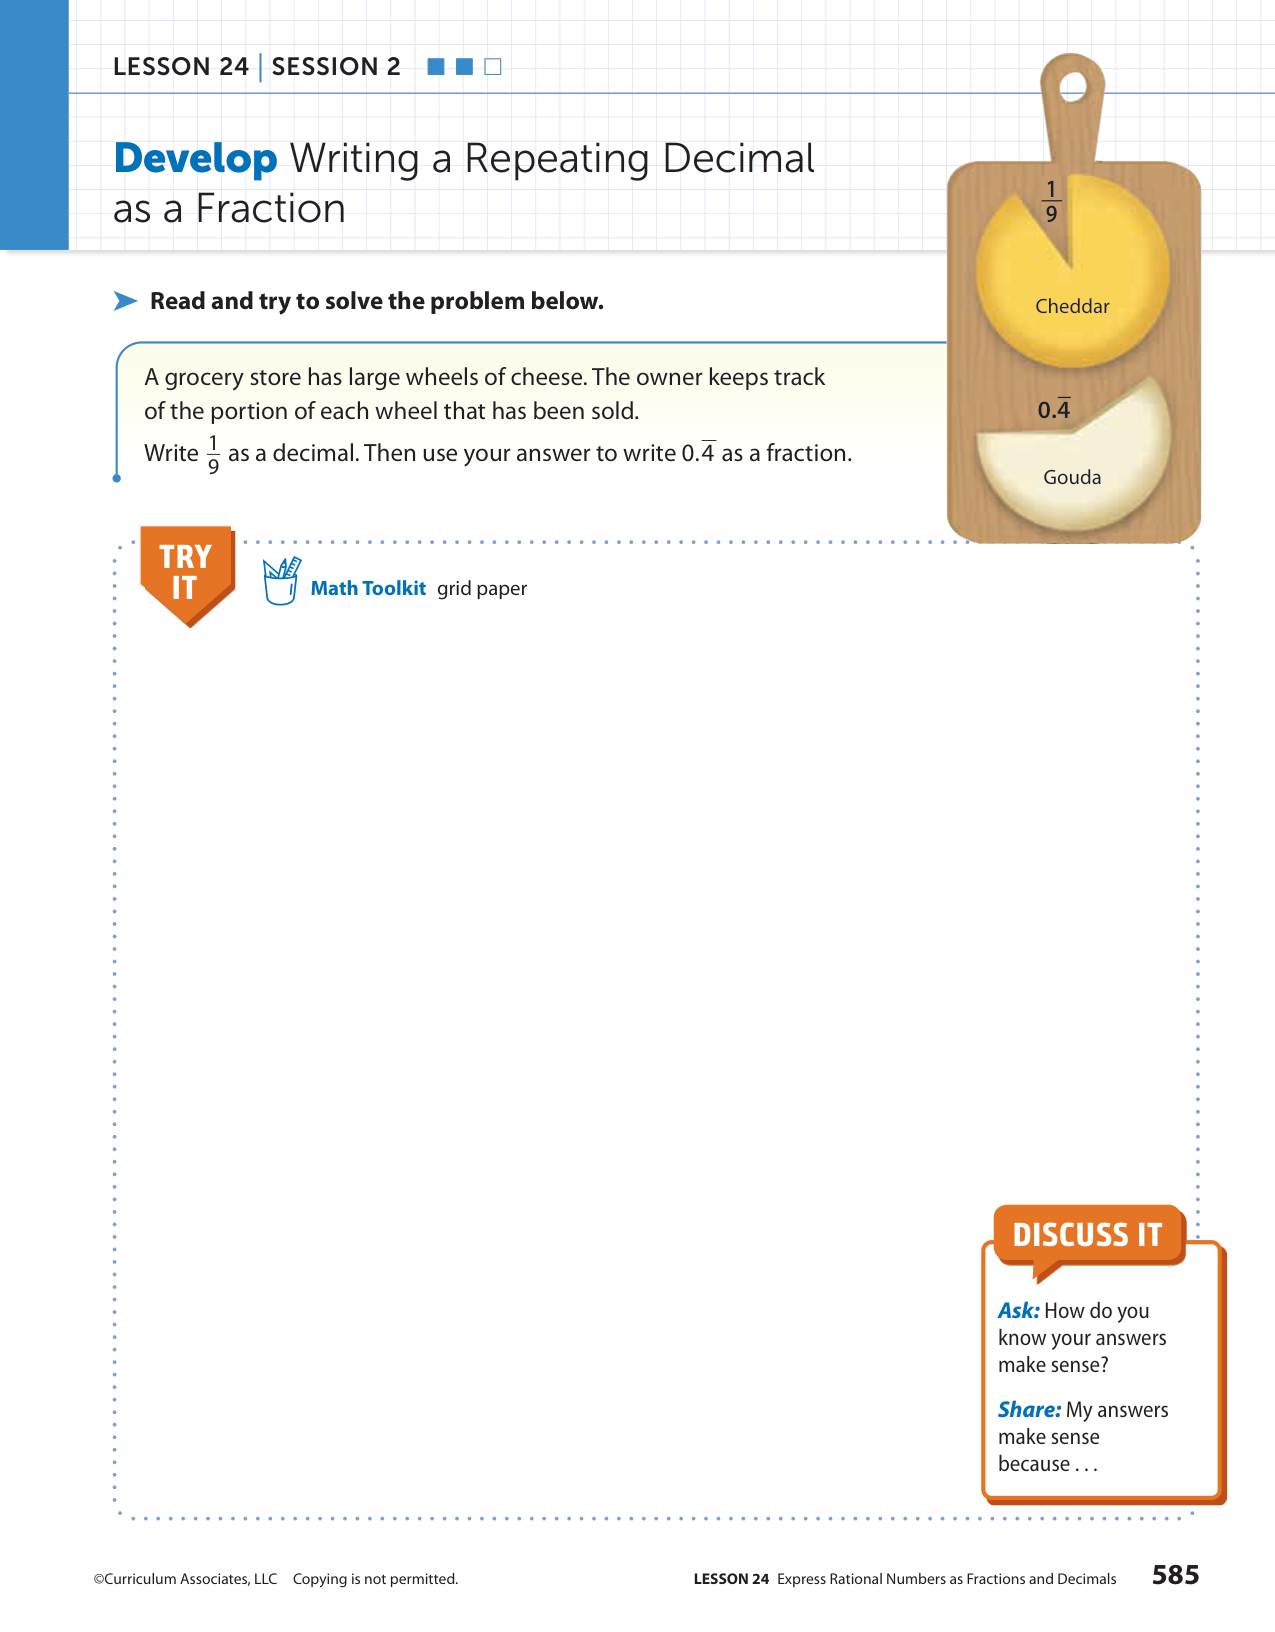 LESSON 24 | SESSION 2
Develop Writing a Repeating Decimal
as a Fraction
1/9
Cheddar
0.4̅
Gouda
Read and try to solve the problem below.
A grocery store has large wheels of cheese. The owner keeps track
of the portion of each wheel that has been sold.
Write 1/9 as a decimal. Then use your answer to write 0.4̅ as a fraction.
TRY
IT
Math Toolkit grid paper
DISCUSS IT
Ask: How do you
know your answers
make sense?
Share: My answers
make sense
because . . .
©Curriculum Associates, LLC Copying is not permitted.
LESSON 24 Express Rational Numbers as Fractions and Decimals 585